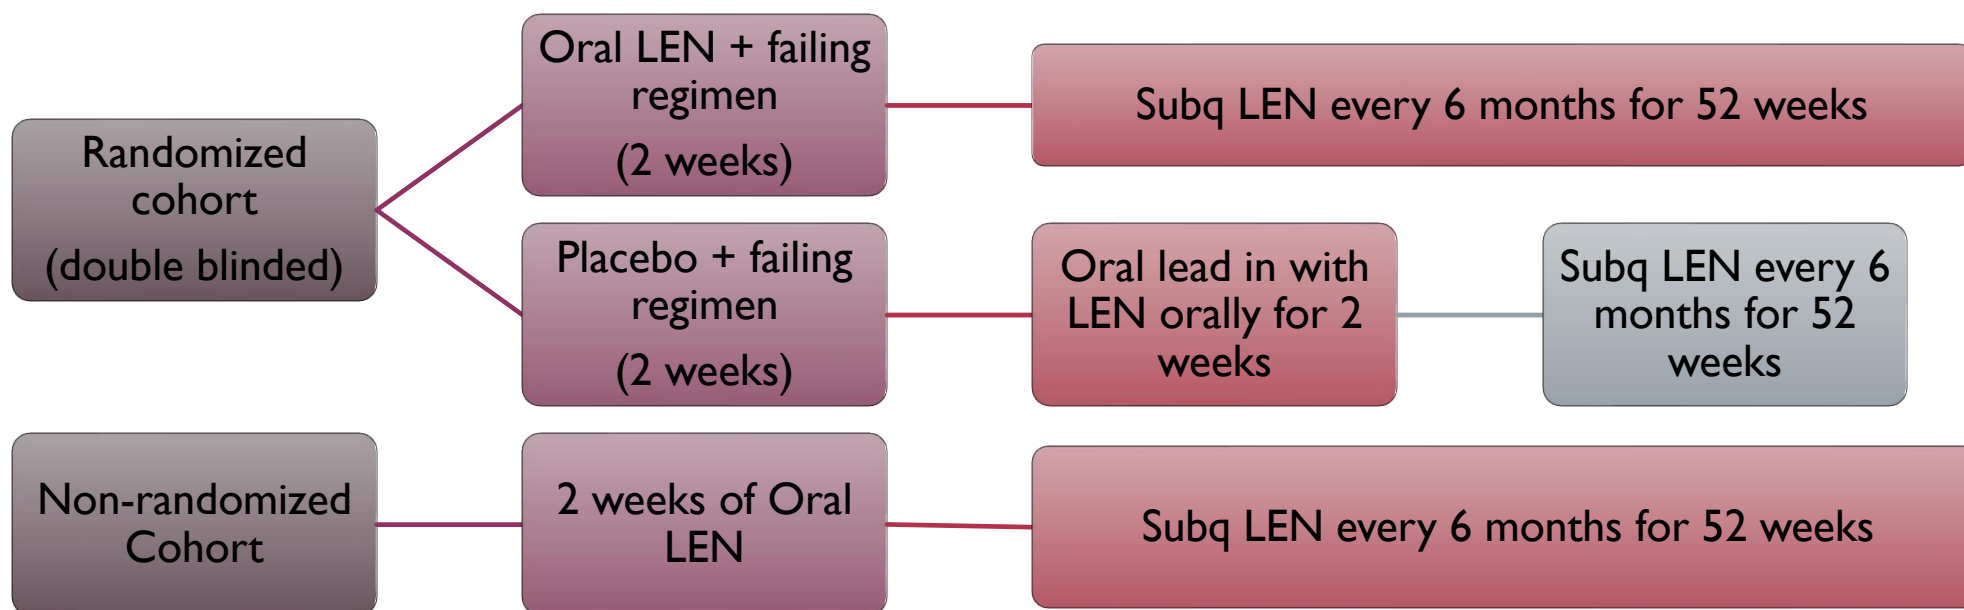 Randomized
cohort
(double blinded)
Oral LEN + failing
regimen
(2 weeks)
Subq LEN every 6 months for 52 weeks
Placebo + failing
regimen
(2 weeks)
Oral lead in with
LEN orally for 2
weeks
Subq LEN every 6
months for 52
weeks
Non-randomized
Cohort
2 weeks of Oral
LEN
Subq LEN every 6 months for 52 weeks